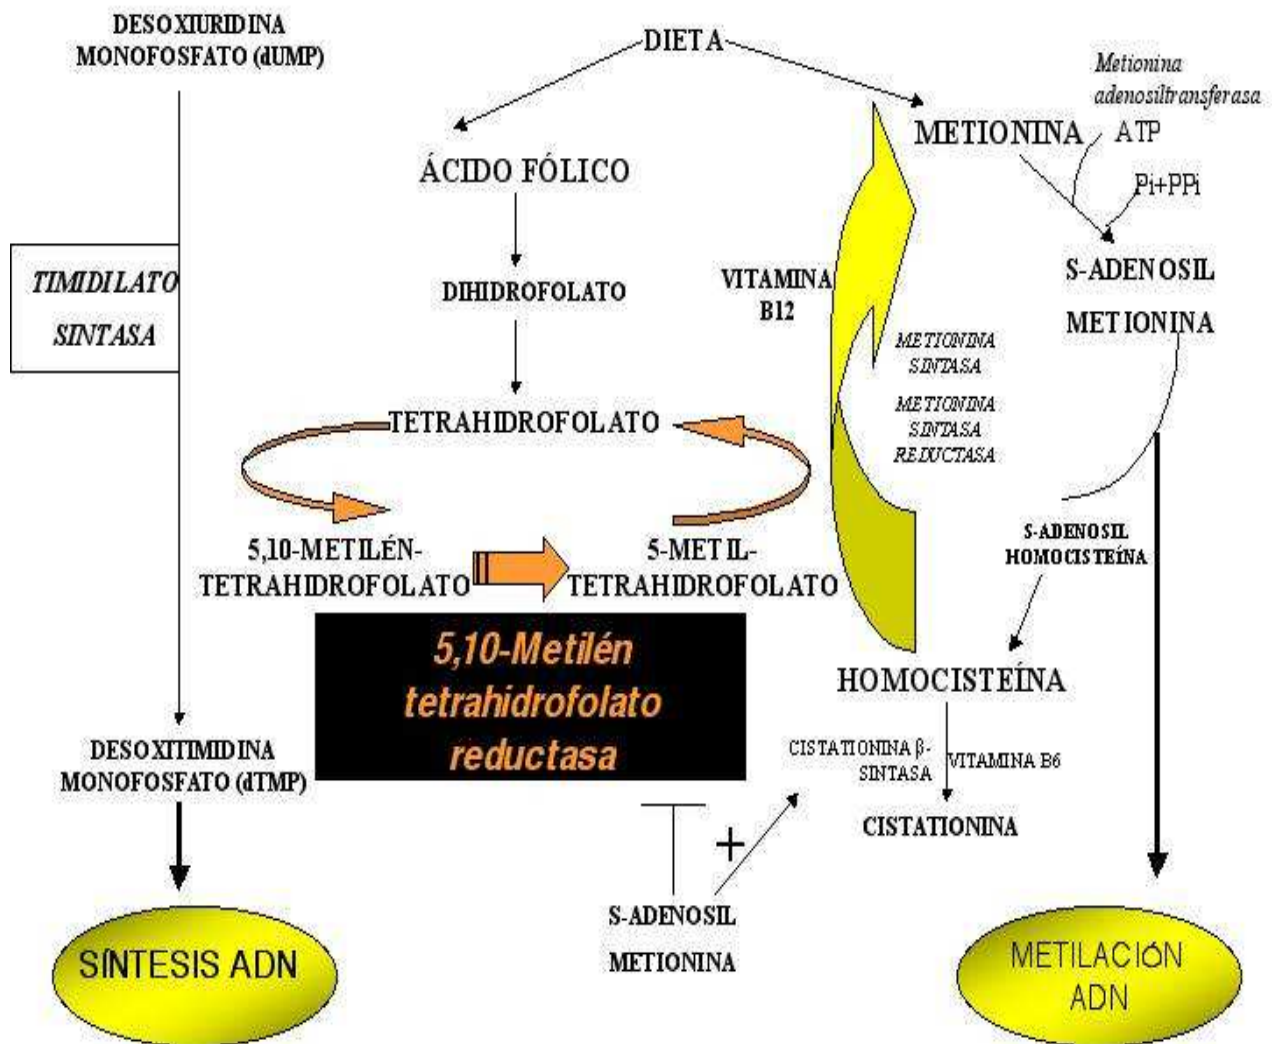 DESOXIURIDINA
MONOFOSFATO (dUMP)
DIETA
Metionina
adenosiltransferasa
METIONINA
ATP
ÁCIDO FÓLICO
Pi+PPi
TIMIDILATO
SINTASA
DIHIDROFOLATO
VITAMINA
B12
S-ADENOSIL
METIONINA
METIONINA
SINTASA
METIONINA
SINTASA
REDUCTASA
TETRAHIDROFOLATO
5,10-METILÉN-
TETRAHIDROFOLATO
5-METIL-
TETRAHIDROFOLATO
S-ADENOSIL
HOMOCISTEÍNA
5,10-Metilén
tetrahidrofolato
reductasa
HOMOCISTEÍNA
DESOXITIMIDINA
MONOFOSFATO (dTMP)
CISTATIONINA β-
SINTASA
VITAMINA B6
CISTATIONINA
+
S-ADENOSIL
METIONINA
SÍNTESIS ADN
METILACIÓN
ADN